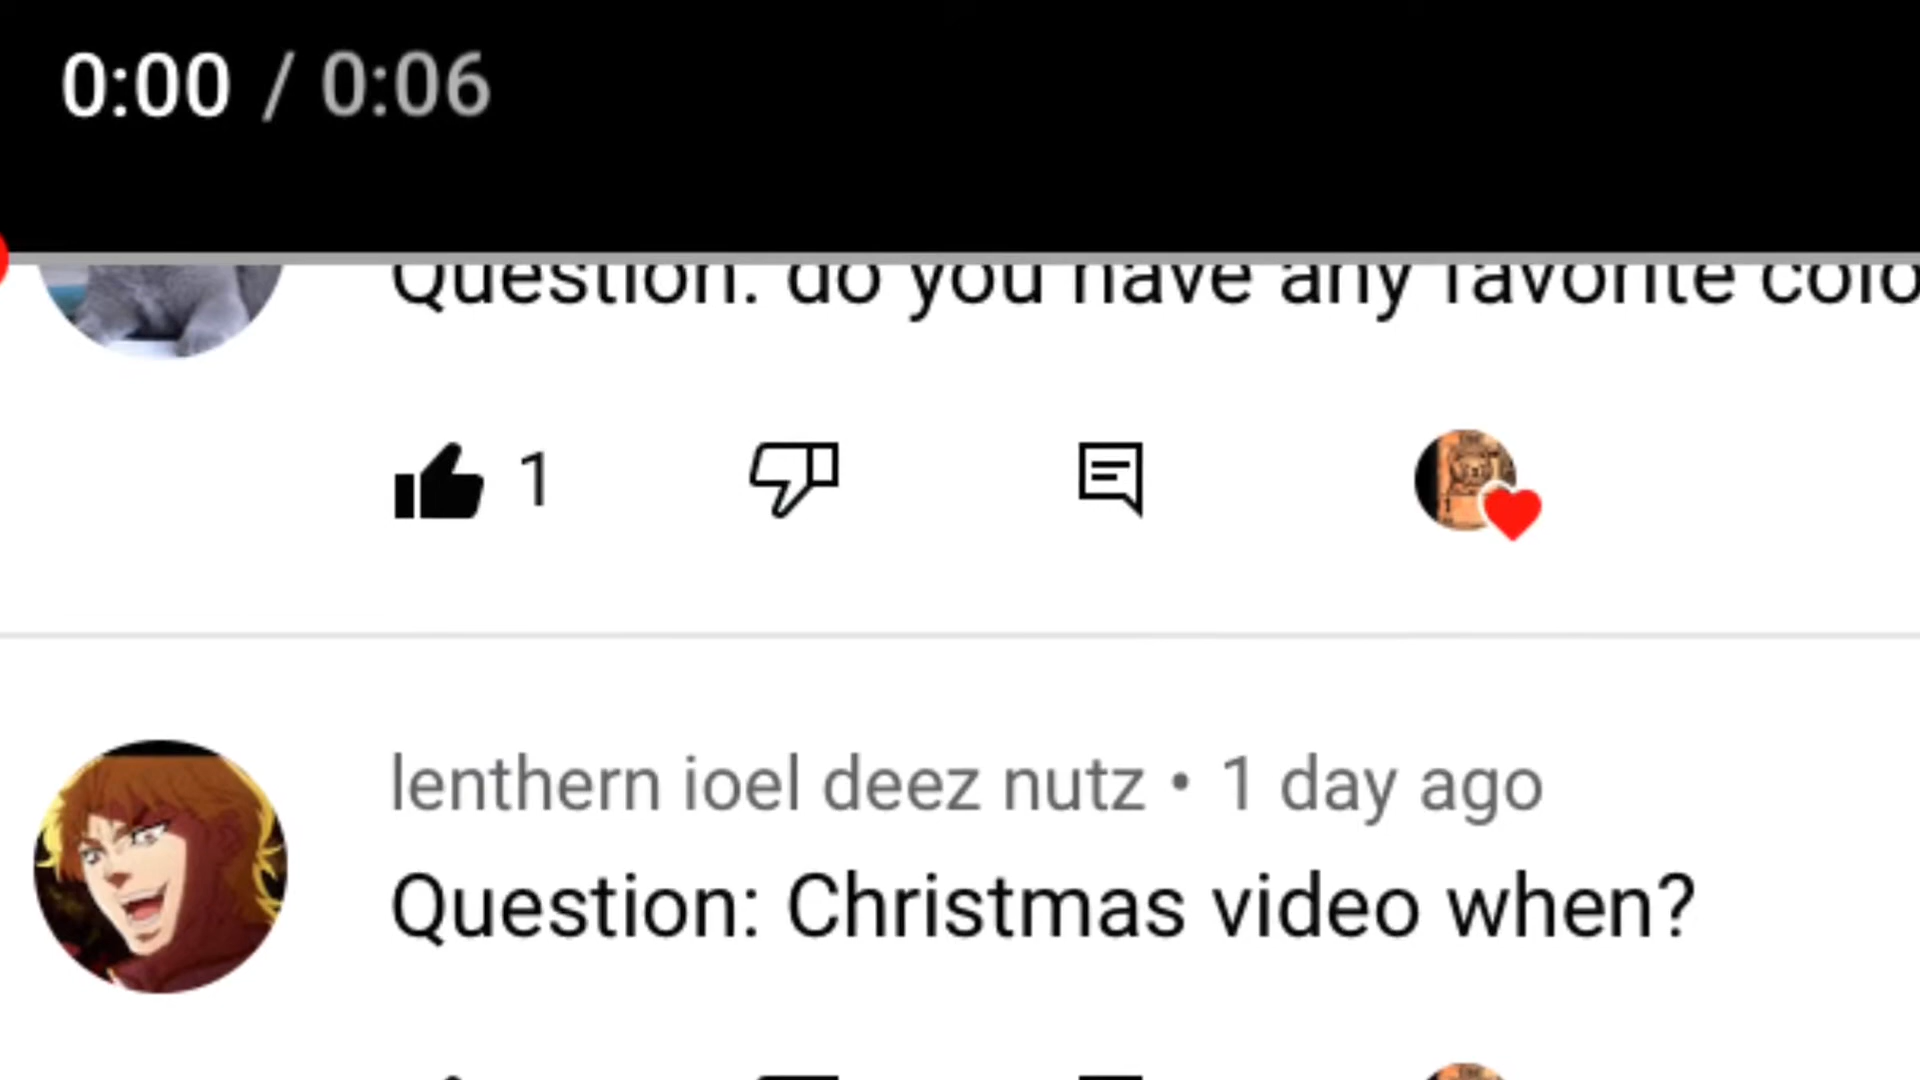 0:00 / 0:06
Question: do you have any favorite
1
lenthern ioel deez nutz • 1 day ago
Question: Christmas video when?